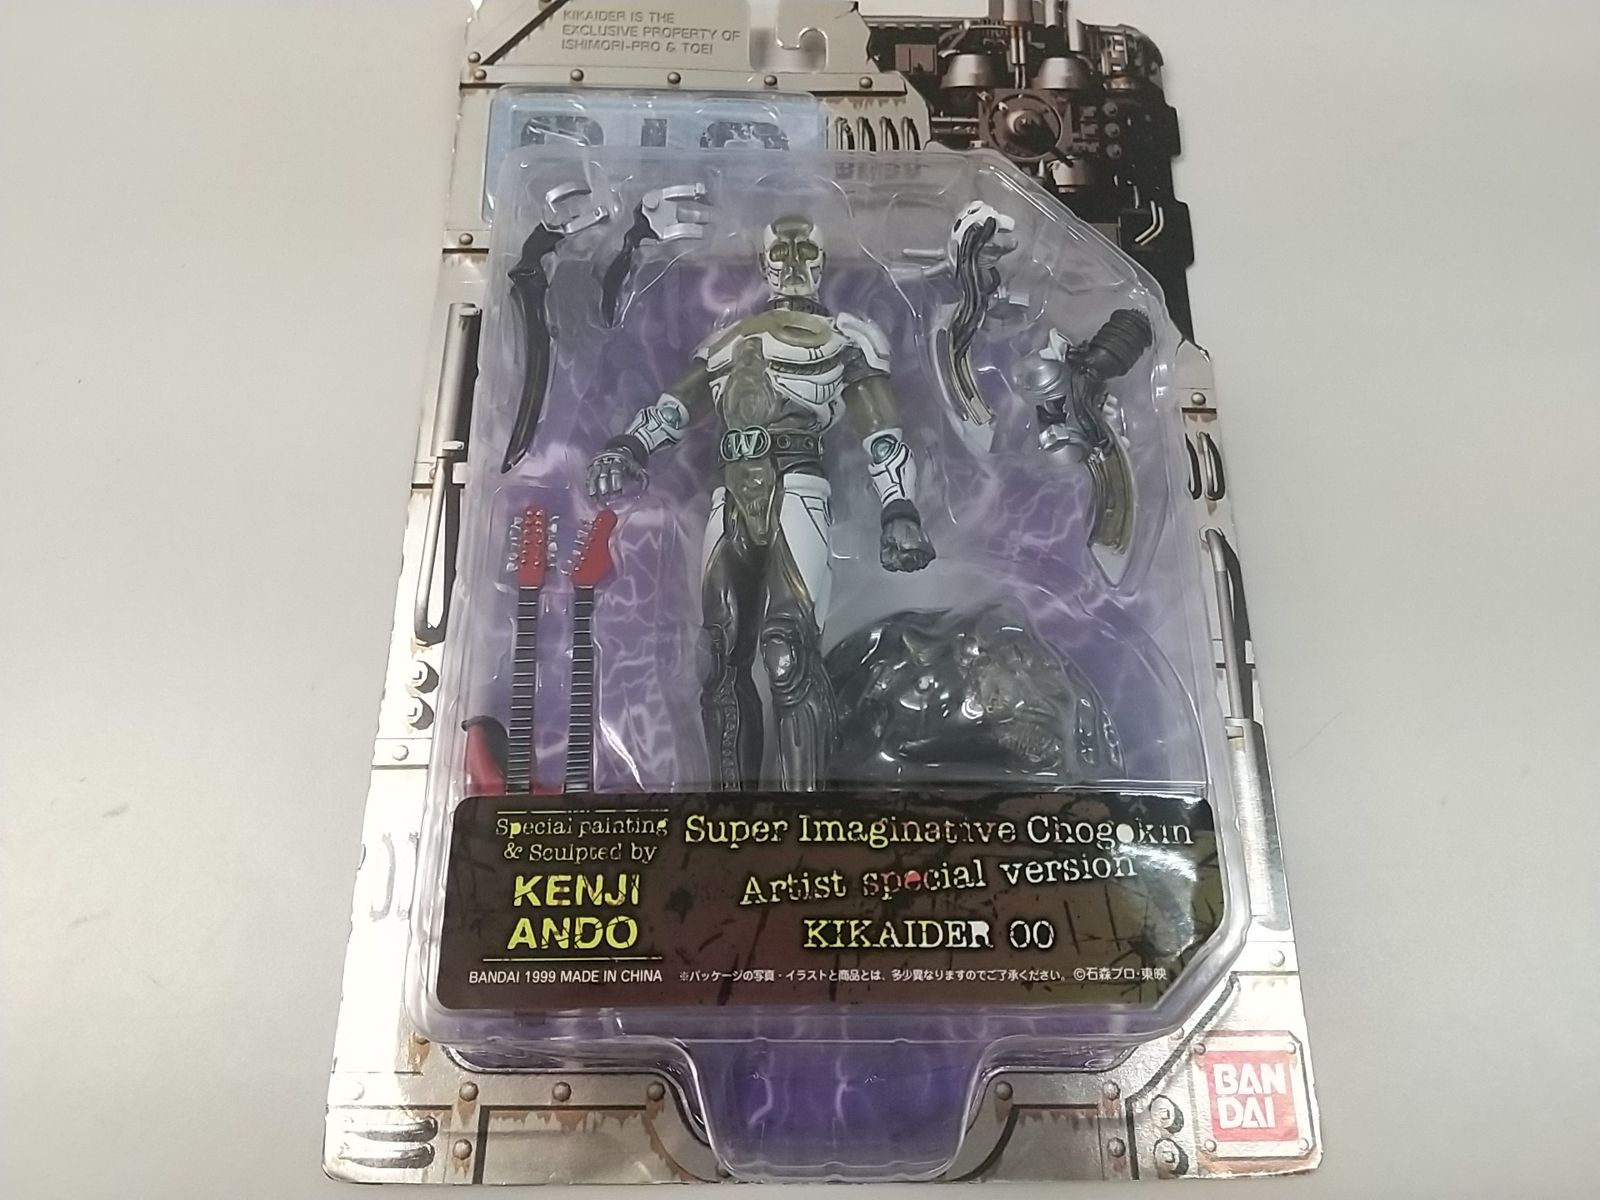 KIKAIDER IS THE
EXCLUSIVE PROPERTY OF
ISHIMORI-PRO & TOEI
W
Special painting
& Sculpted by
KENJI
ANDO
Super Imaginative Chogokin
Artist special version
KIKAIDER 00
BANDAI 1999 MADE IN CHINA
※パッケージの写真・イラストと商品とは、多少異なりますのでご了承ください。 ©石森プロ・東映
BAN
DAI